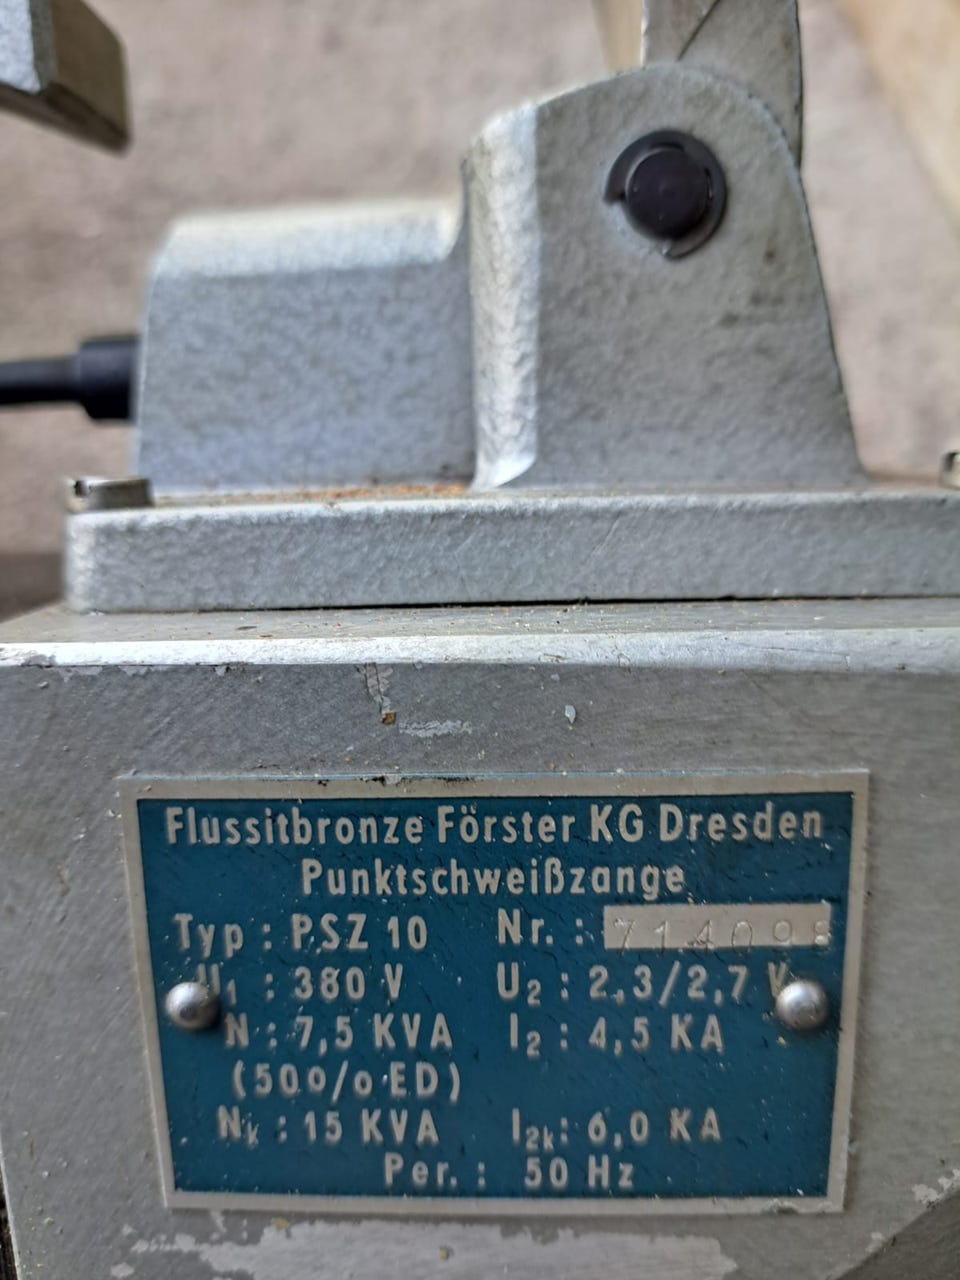 Flussitbronze Förster KG Dresden
Punktschweißzange
Typ: PSZ 10 Nr.: 714098
U1 : 380 V U2 : 2,3/2,7 V
N : 7,5 KVA I2 : 4,5 KA
(50 o/o ED)
Nk : 15 KVA I2k : 6,0 KA
Per. : 50 Hz